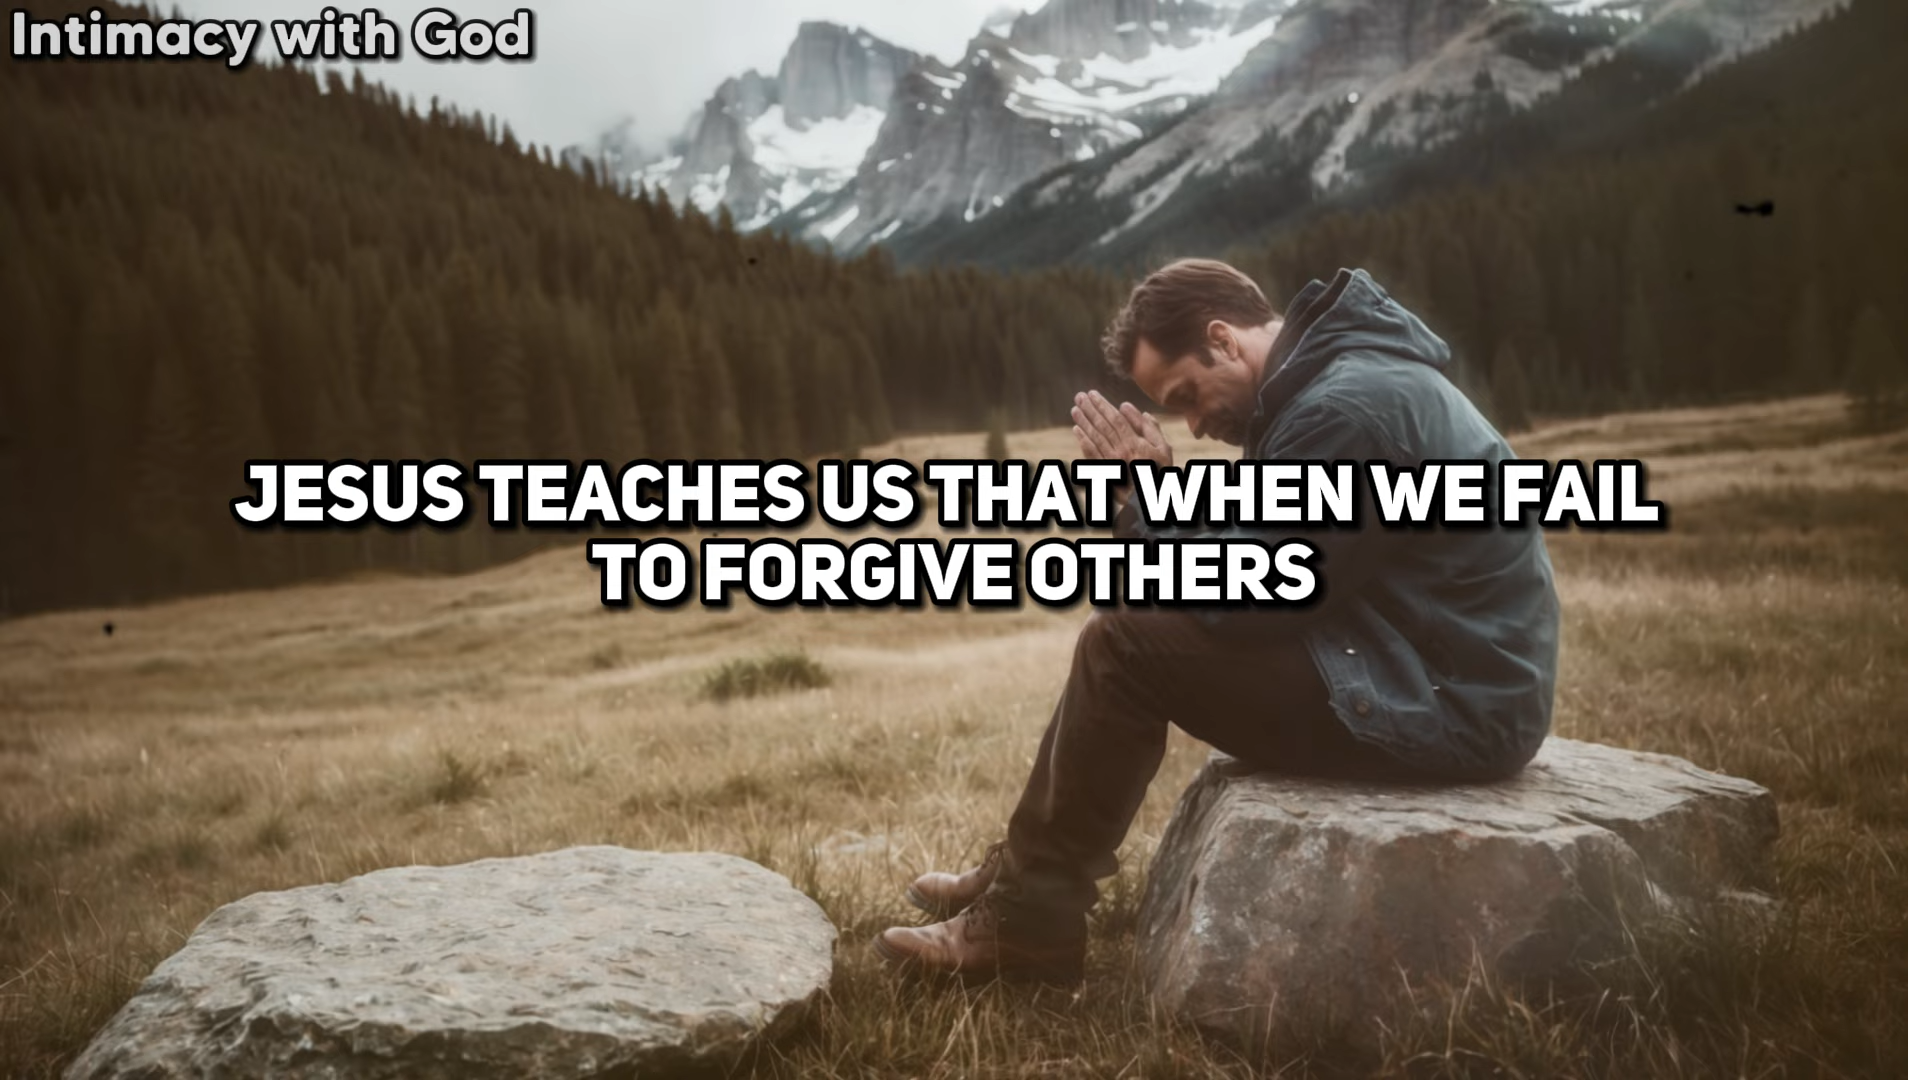 Intimacy with God
JESUS TEACHES US THAT WHEN WE FAIL
TO FORGIVE OTHERS